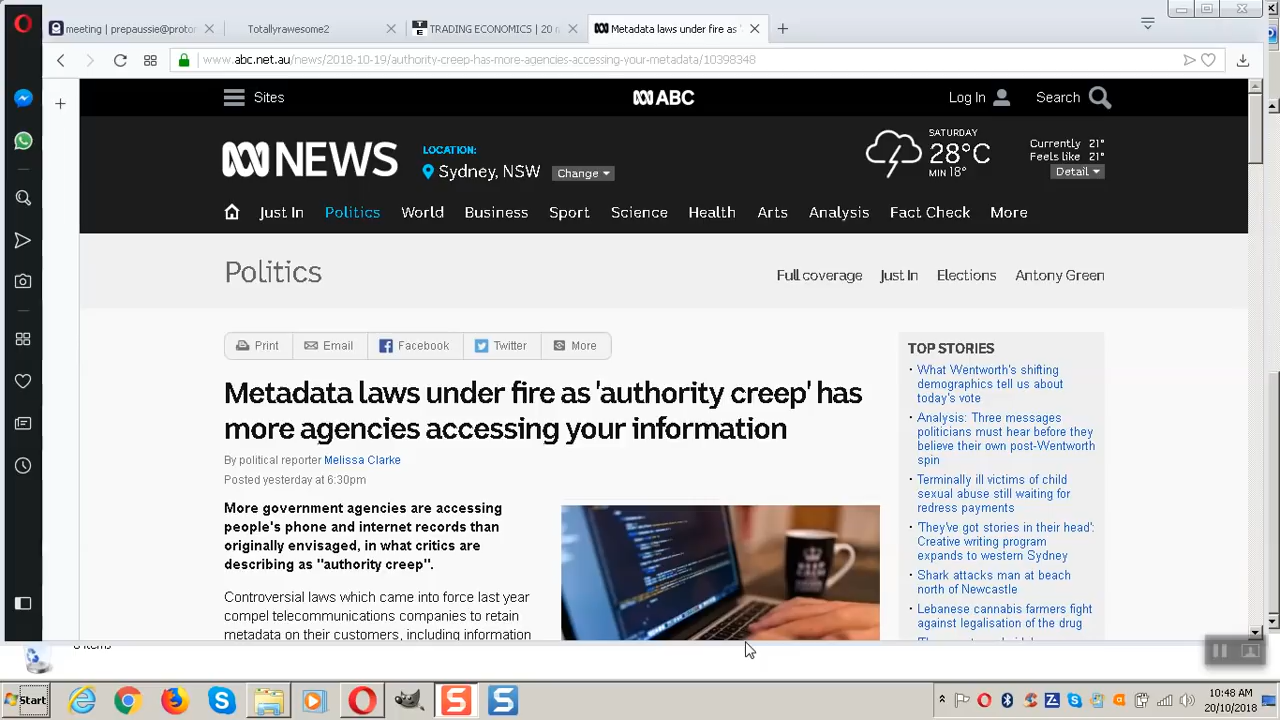 meeting | prepaussie@proto
Totallyrawesome2
TRADING ECONOMICS | 20
Metadata laws under fire as '
www.abc.net.au/news/2018-10-19/authority-creep-has-more-agencies-accessing-your-metadata/10398348
Sites
ABC
Log In
Search
NEWS
LOCATION:
Sydney, NSW
Change
SATURDAY
28°C
MIN 18°
Currently 21°
Feels like 21°
Detail
Just In Politics World Business Sport Science Health Arts Analysis Fact Check More
Politics
Full coverage Just In Elections Antony Green
Print Email Facebook Twitter More
Metadata laws under fire as 'authority creep' has
more agencies accessing your information
By political reporter Melissa Clarke
Posted yesterday at 6:30pm
More government agencies are accessing
people's phone and internet records than
originally envisaged, in what critics are
describing as "authority creep".
Controversial laws which came into force last year
compel telecommunications companies to retain
metadata on their customers, including information
TOP STORIES
What Wentworth's shifting
demographics tell us about
today's vote
Analysis: Three messages
politicians must hear before they
believe their own post-Wentworth
spin
Terminally ill victims of child
sexual abuse still waiting for
redress payments
'They've got stories in their head':
Creative writing program
expands to western Sydney
Shark attacks man at beach
north of Newcastle
Lebanese cannabis farmers fight
against legalisation of the drug
Start
10:48 AM
20/10/2018